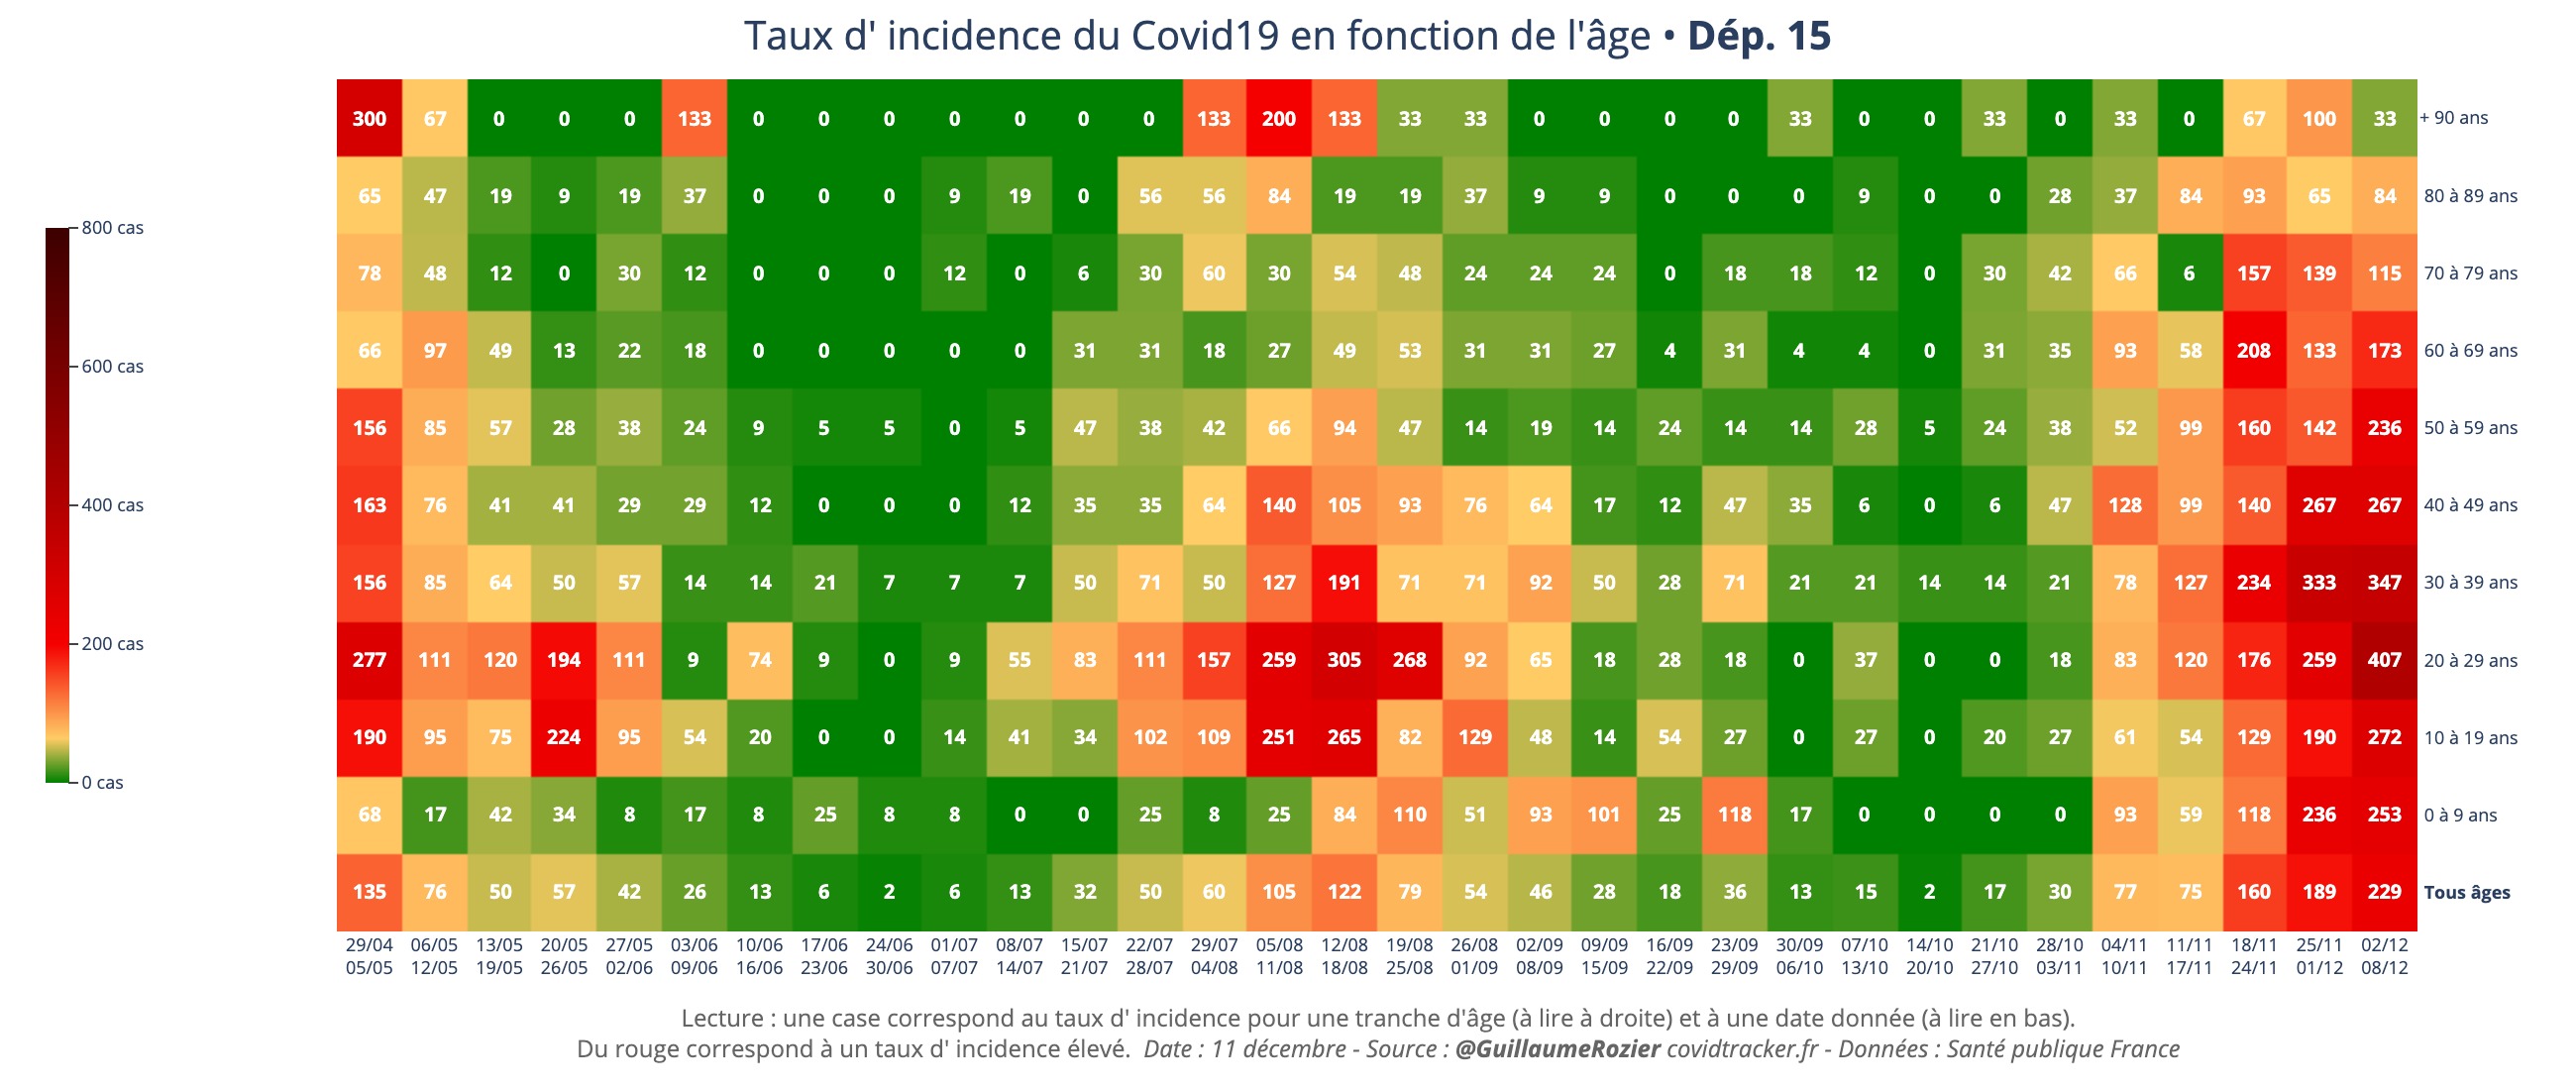 Taux d' incidence du Covid19 en fonction de l'âge • Dép. 15
800 cas
600 cas
400 cas
200 cas
0 cas
300 67 0 0 0 133 0 0 0 0 0 0 0 133 200 133 33 33 0 0 0 0 33 0 0 33 0 33 0 67 100 33 + 90 ans
65 47 19 9 19 37 0 0 0 9 19 0 56 56 84 19 19 37 9 9 0 0 0 9 0 0 28 37 84 93 65 84 80 à 89 ans
78 48 12 0 30 12 0 0 0 12 0 6 30 60 30 54 48 24 24 24 0 18 18 12 0 30 42 66 6 157 139 115 70 à 79 ans
66 97 49 13 22 18 0 0 0 0 0 31 31 18 27 49 53 31 31 27 4 31 4 4 0 31 35 93 58 208 133 173 60 à 69 ans
156 85 57 28 38 24 9 5 5 0 5 47 38 42 66 94 47 14 19 14 24 14 14 28 5 24 38 52 99 160 142 236 50 à 59 ans
163 76 41 41 29 29 12 0 0 0 12 35 35 64 140 105 93 76 64 17 12 47 35 6 0 6 47 128 99 140 267 267 40 à 49 ans
156 85 64 50 57 14 14 21 7 7 7 50 71 50 127 191 71 71 92 50 28 71 21 21 14 14 21 78 127 234 333 347 30 à 39 ans
277 111 120 194 111 9 74 9 0 9 55 83 111 157 259 305 268 92 65 18 28 18 0 37 0 0 18 83 120 176 259 407 20 à 29 ans
190 95 75 224 95 54 20 0 0 14 41 34 102 109 251 265 82 129 48 14 54 27 0 27 0 20 27 61 54 129 190 272 10 à 19 ans
68 17 42 34 8 17 8 25 8 8 0 0 25 8 25 84 110 51 93 101 25 118 17 0 0 0 0 93 59 118 236 253 0 à 9 ans
135 76 50 57 42 26 13 6 2 6 13 32 50 60 105 122 79 54 46 28 18 36 13 15 2 17 30 77 75 160 189 229 Tous âges
29/04 06/05 13/05 20/05 27/05 03/06 10/06 17/06 24/06 01/07 08/07 15/07 22/07 29/07 05/08 12/08 19/08 26/08 02/09 09/09 16/09 23/09 30/09 07/10 14/10 21/10 28/10 04/11 11/11 18/11 25/11 02/12
05/05 12/05 19/05 26/05 02/06 09/06 16/06 23/06 30/06 07/07 14/07 21/07 28/07 04/08 11/08 18/08 25/08 01/09 08/09 15/09 22/09 29/09 06/10 13/10 20/10 27/10 03/11 10/11 17/11 24/11 01/12 08/12
Lecture : une case correspond au taux d' incidence pour une tranche d'âge (à lire à droite) et à une date donnée (à lire en bas).
Du rouge correspond à un taux d' incidence élevé. Date : 11 décembre - Source : @GuillaumeRozier covidtracker.fr - Données : Santé publique France